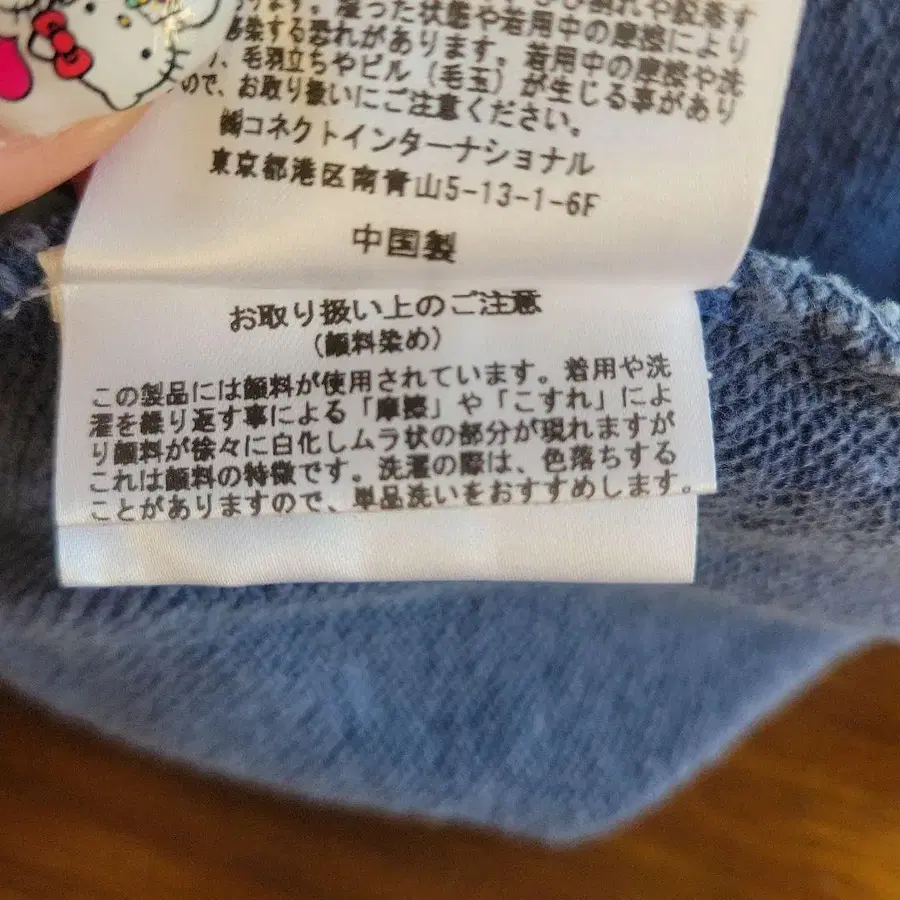 ます。湿った状態や着用中の摩擦により
染する恐れがあります。着用中の摩擦や洗
、毛羽立ちやピル（毛玉）が生じる事があり
ので、お取り扱いにご注意ください。
㈱コネクトインターナショナル
東京都港区南青山5-13-1-6F
中国製
お取り扱い上のご注意
（顔料染め）
この製品には顔料が使用されています。着用や洗
濯を繰り返す事による「摩擦」や「こすれ」によ
り顔料が徐々に白化しムラ状の部分が現れますが
これは顔料の特徴です。洗濯の際は、色落ちする
ことがありますので、単品洗いをおすすめします。